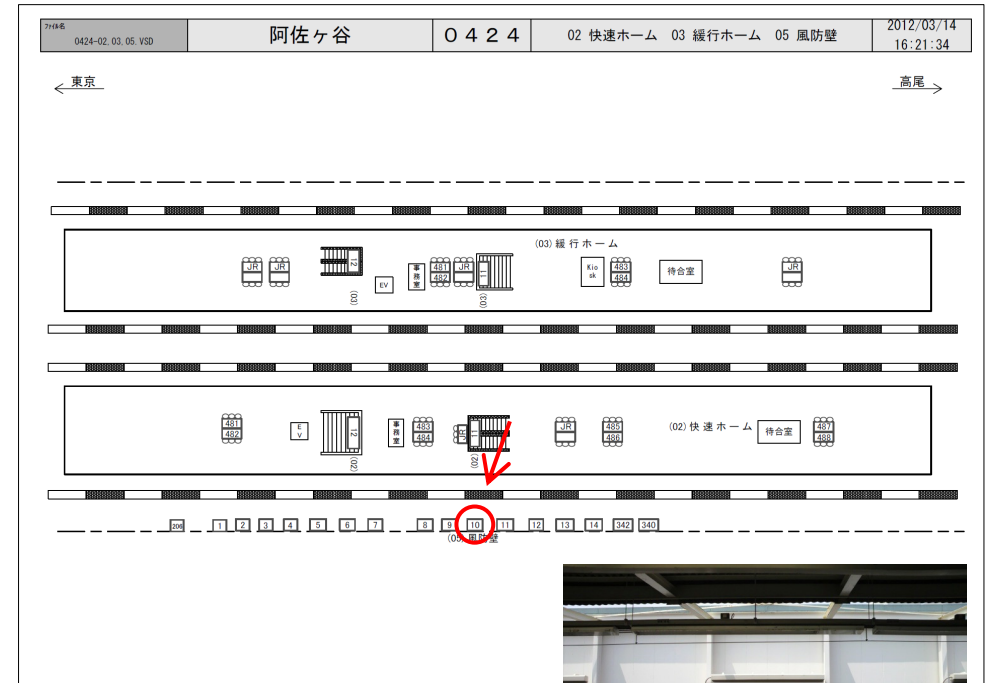 ファイル名
0424-02,03,05.VSD
阿佐ヶ谷
0424
02 快速ホーム 03 緩行ホーム 05 風防壁
2012/03/14
16:21:34
東京
高尾
(03)緩行ホーム
JR
JR
12
(03)
EV
事務室
481
482
JR
11
(03)
Kiosk
483
484
待合室
JR
481
482
EV
12
(02)
事務室
483
484
JR
11
(02)
JR
485
486
(02)快速ホーム
待合室
487
488
206 1 2 3 4 5 6 7 8 9 10 11 12 13 14 342 340
(05)風防壁